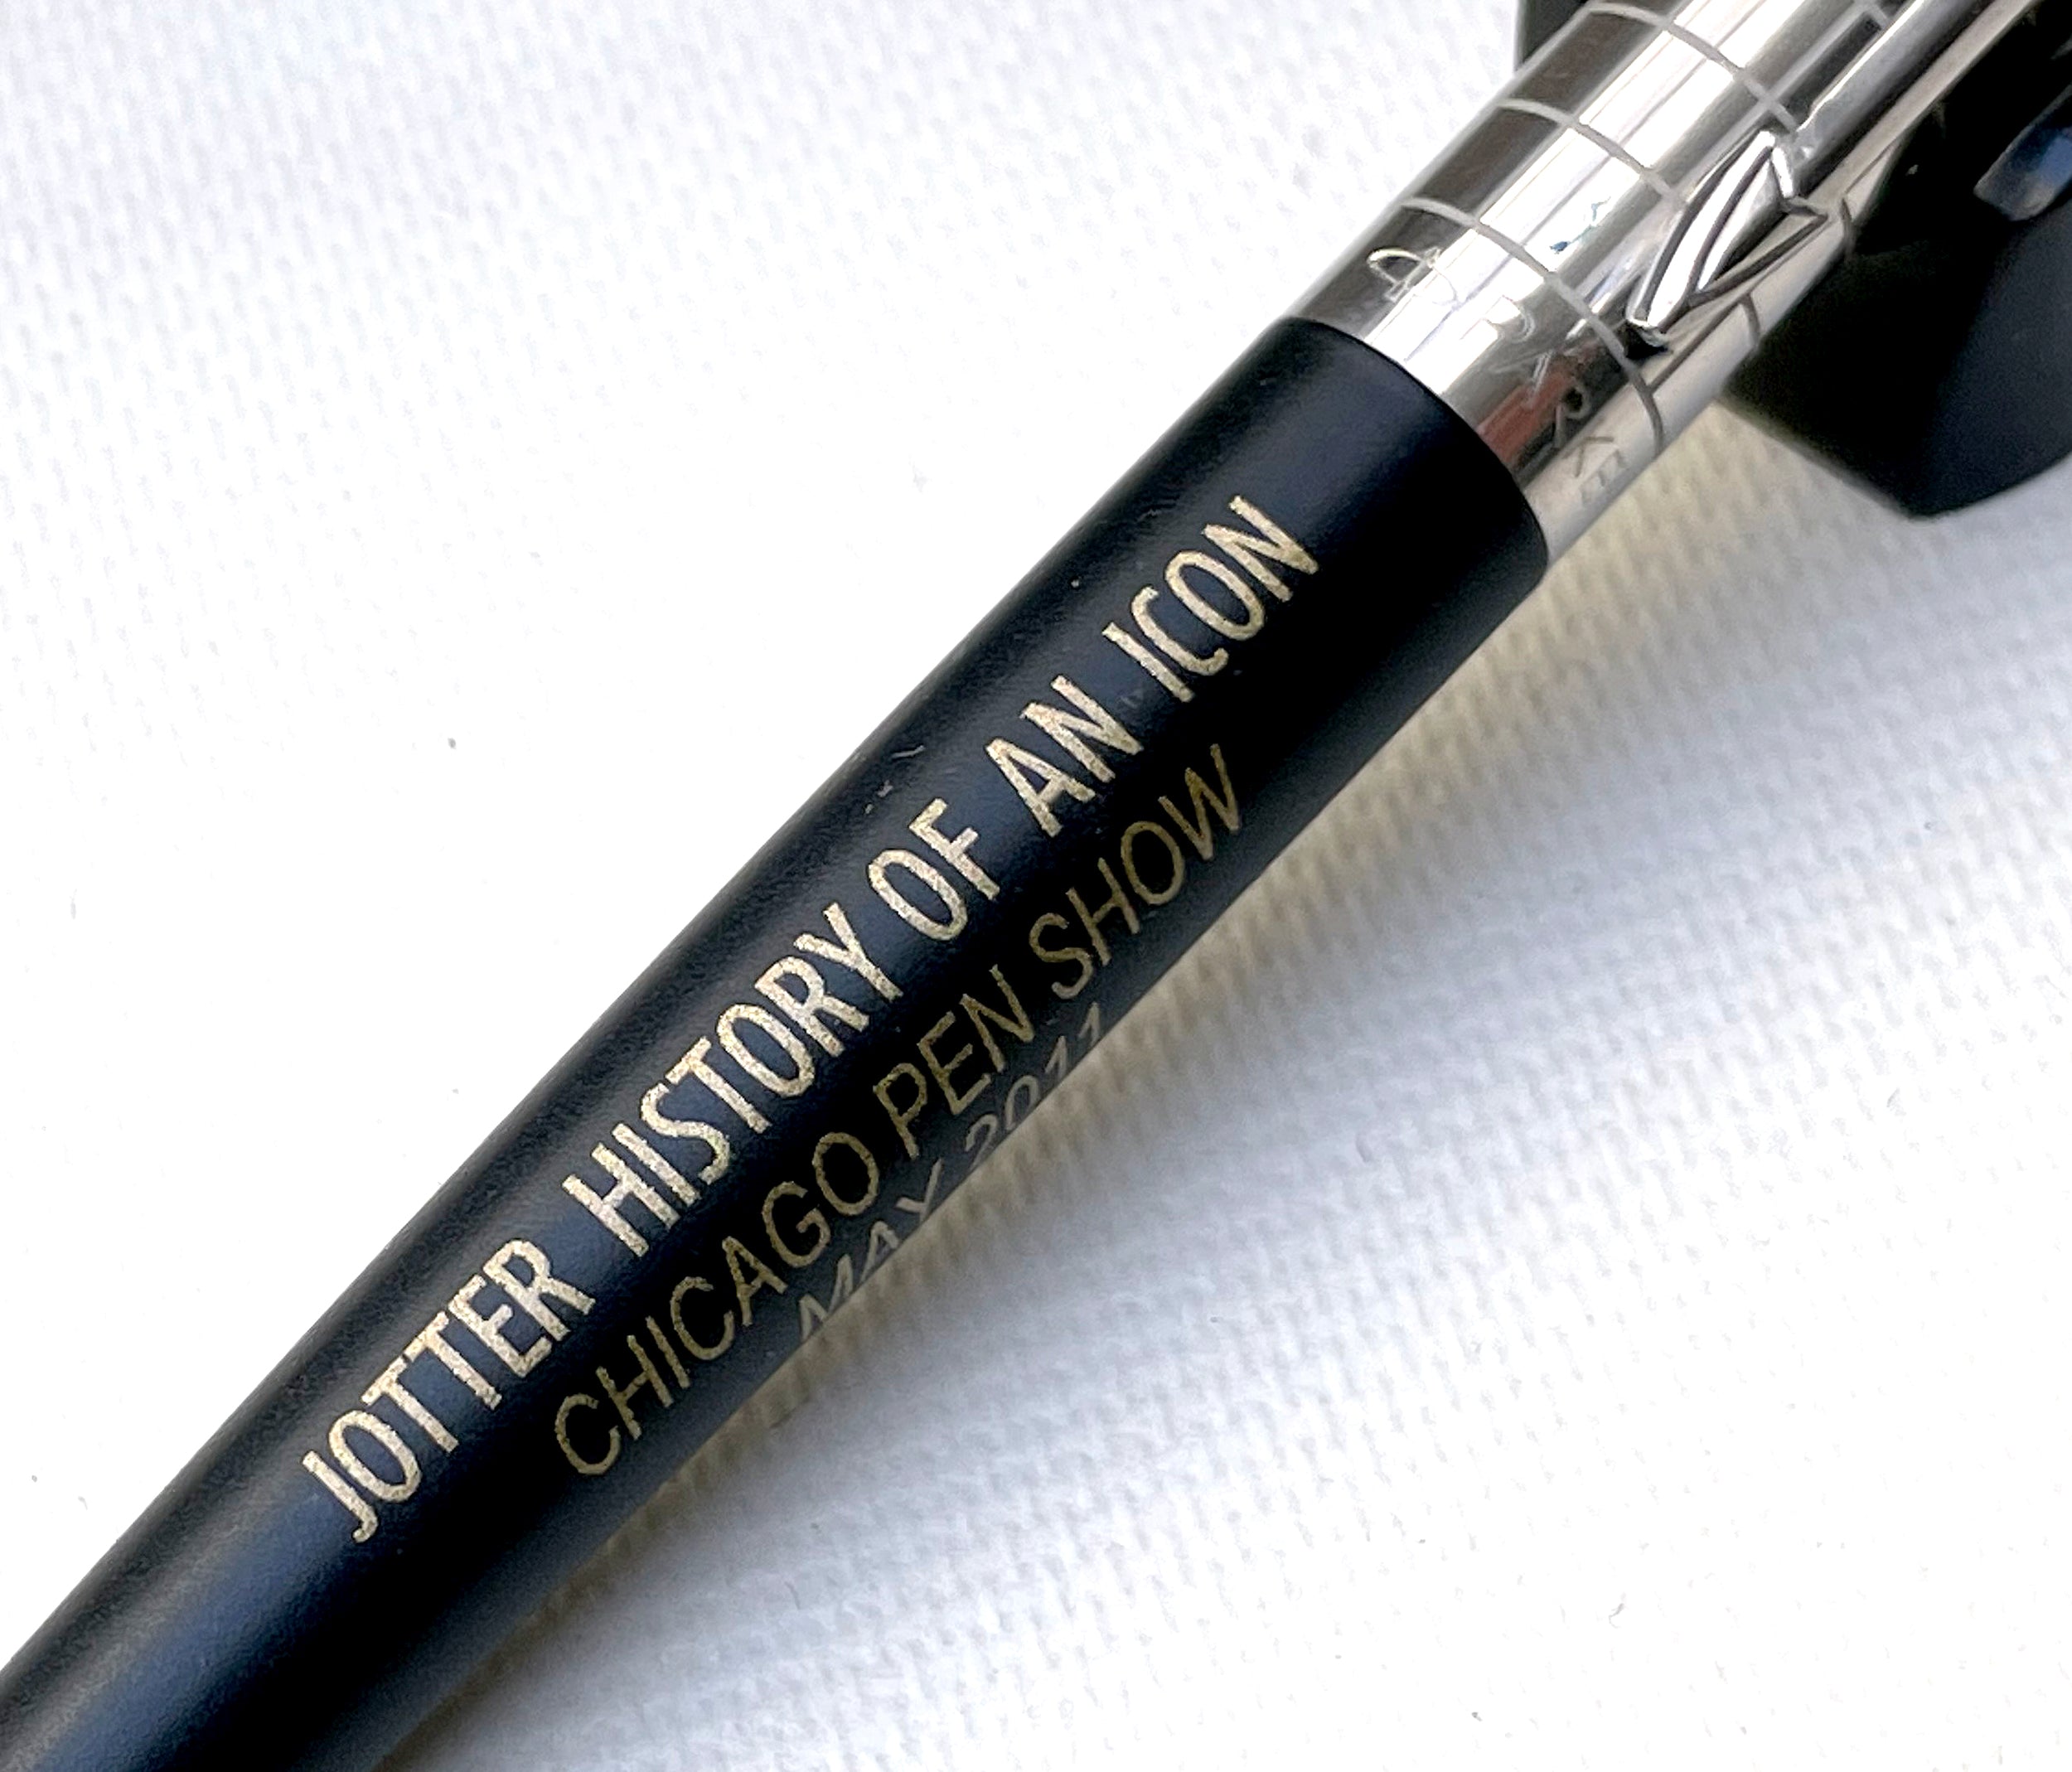 JOTTER HISTORY OF AN ICON
CHICAGO PEN SHOW
MAY 2011